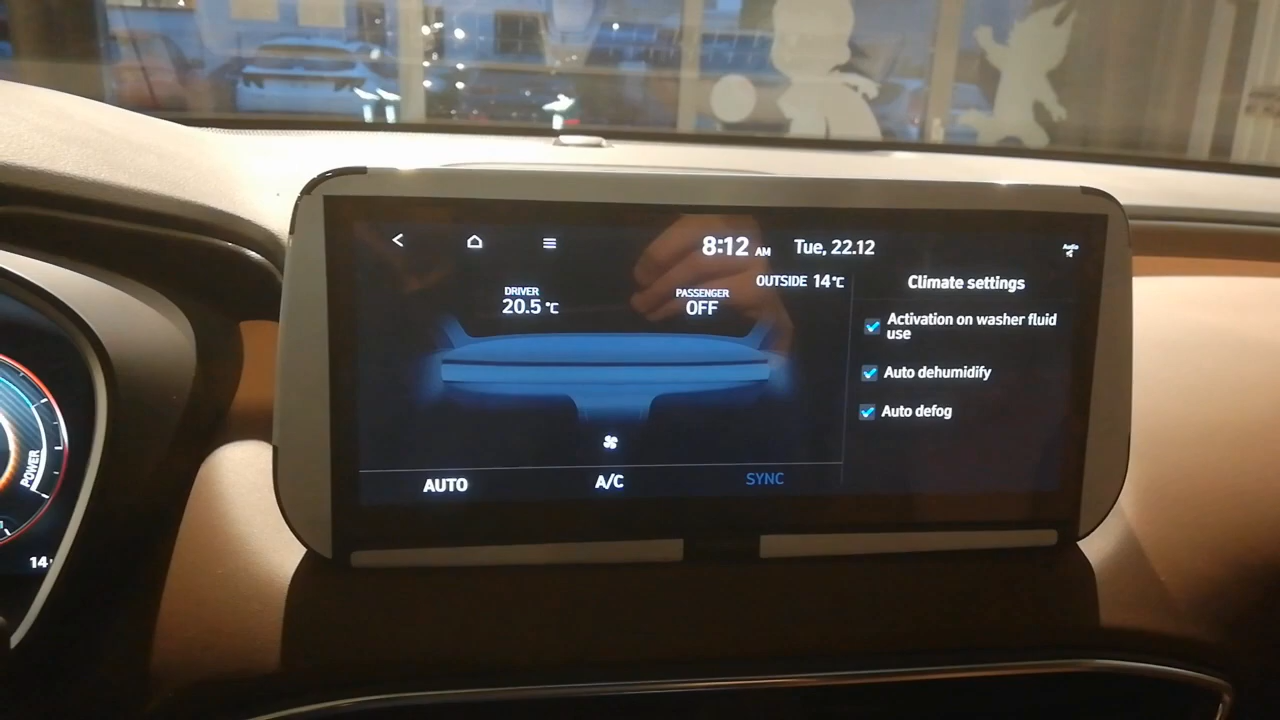 8:12 AM Tue, 22.12
Audio
OUTSIDE 14°C
Climate settings
DRIVER
20.5 °C
PASSENGER
OFF
Activation on washer fluid
use
Auto dehumidify
Auto defog
AUTO
A/C
SYNC
POWER
14